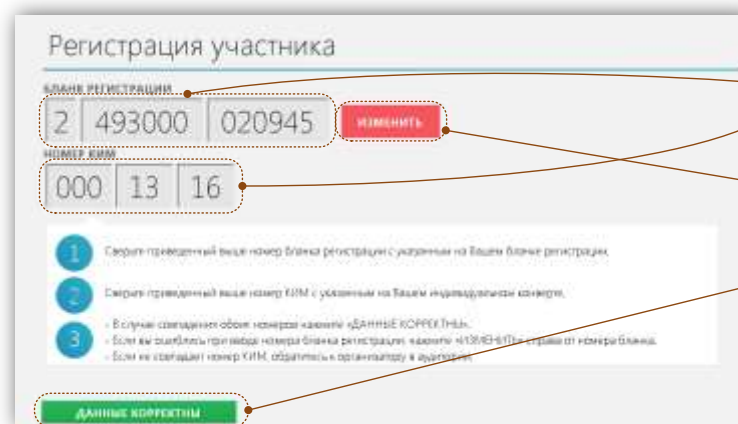 Регистрация участника
БЛАНК РЕГИСТРАЦИИ
2 493000 020945 ИЗМЕНИТЬ
НОМЕР КИМ
000 13 16
1 Сверьте приведенный выше номер бланка регистрации с указанным на Вашем бланке регистрации.
2 Сверьте приведенный выше номер КИМ с указанным на Вашем индивидуальном конверте.
- В случае совпадения обоих номеров нажмите «ДАННЫЕ КОРРЕКТНЫ».
3 - Если вы ошиблись при вводе номера бланка регистрации, нажмите «ИЗМЕНИТЬ» справа от номера бланка.
- Если не совпадает номер КИМ, обратитесь к организатору в аудитории.
ДАННЫЕ КОРРЕКТНЫ